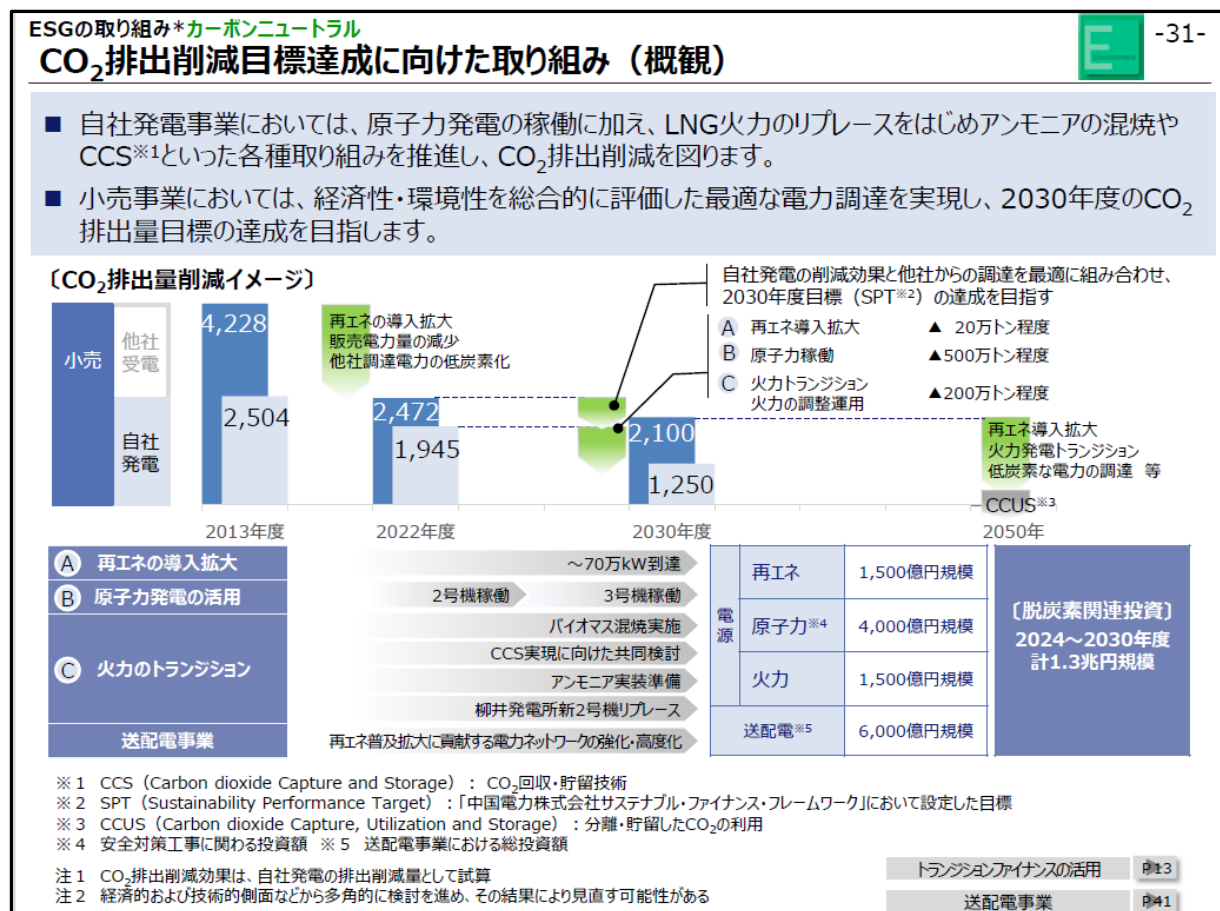 ESGの取り組み*カーボンニュートラル
CO2排出削減目標達成に向けた取り組み（概観）
E
Environment
-31-
■ 自社発電事業においては、原子力発電の稼働に加え、LNG火力のリプレースをはじめアンモニアの混焼や
CCS※1といった各種取り組みを推進し、CO2排出削減を図ります。
■ 小売事業においては、経済性・環境性を総合的に評価した最適な電力調達を実現し、2030年度のCO2
排出量目標の達成を目指します。
〔CO2排出量削減イメージ〕
自社発電の削減効果と他社からの調達を最適に組み合わせ、
2030年度目標（SPT※2）の達成を目指す
A 再エネ導入拡大 ▲ 20万トン程度
B 原子力稼働 ▲500万トン程度
C 火力トランジション
火力の調整運用 ▲200万トン程度
小売
他社
受電
自社
発電
4,228
2,504
再エネの導入拡大
販売電力量の減少
他社調達電力の低炭素化
2,472
1,945
2,100
1,250
再エネ導入拡大
火力発電トランジション
低炭素な電力の調達 等
CCUS※3
2013年度 2022年度 2030年度 2050年
A 再エネの導入拡大
～70万kW到達
B 原子力発電の活用
2号機稼働 3号機稼働
C 火力のトランジション
バイオマス混焼実施
CCS実現に向けた共同検討
アンモニア実装準備
柳井発電所新2号機リプレース
送配電事業
再エネ普及拡大に貢献する電力ネットワークの強化・高度化
電源
再エネ 1,500億円規模
原子力※4 4,000億円規模
火力 1,500億円規模
送配電※5 6,000億円規模
〔脱炭素関連投資〕
2024～2030年度
計1.3兆円規模
※1 CCS（Carbon dioxide Capture and Storage）：CO2回収・貯留技術
※2 SPT（Sustainability Performance Target）：「中国電力株式会社サステナブル・ファイナンス・フレームワーク」において設定した目標
※3 CCUS（Carbon dioxide Capture, Utilization and Storage）：分離・貯留したCO2の利用
※4 安全対策工事に関わる投資額 ※5 送配電事業における総投資額
注1 CO2排出削減効果は、自社発電の排出削減量として試算
注2 経済的および技術的側面などから多角的に検討を進め、その結果により見直す可能性がある
トランジションファイナンスの活用 P13
送配電事業 P41